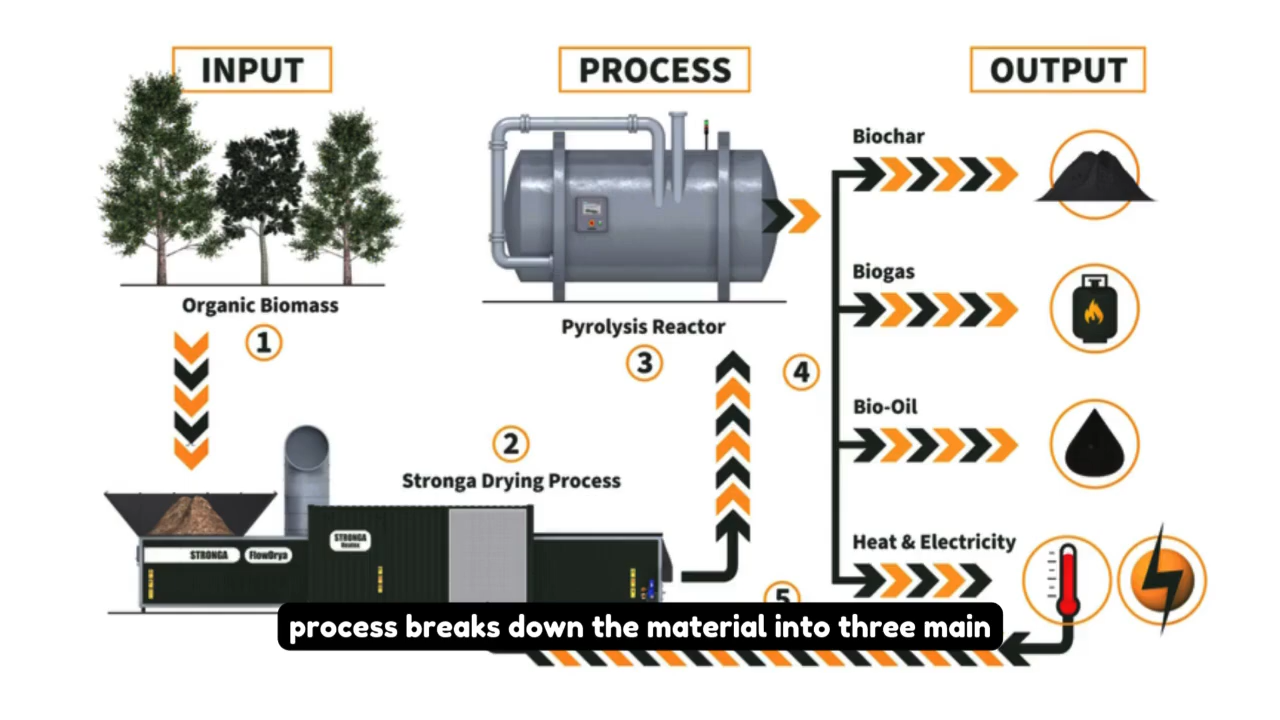 INPUT
PROCESS
OUTPUT
Organic Biomass
1
Pyrolysis Reactor
3
2
Stronga Drying Process
STRONGA
FlowDrya
STRONGA
Heatex
4
Biochar
Biogas
Bio-Oil
Heat & Electricity
5
process breaks down the material into three main